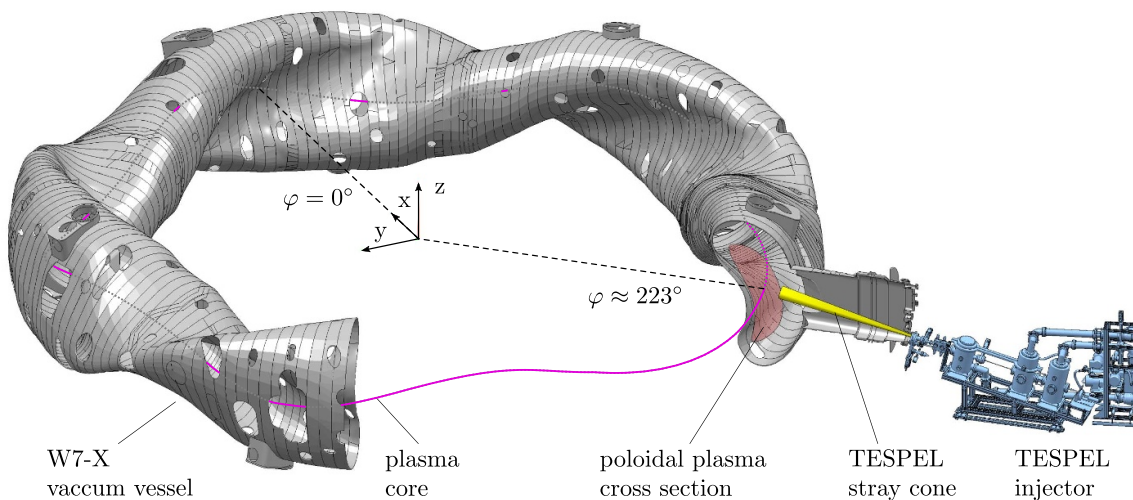 z
x
φ = 0°
y
φ ≈ 223°
W7-X
vaccum vessel
plasma
core
poloidal plasma
cross section
TESPEL
stray cone
TESPEL
injector